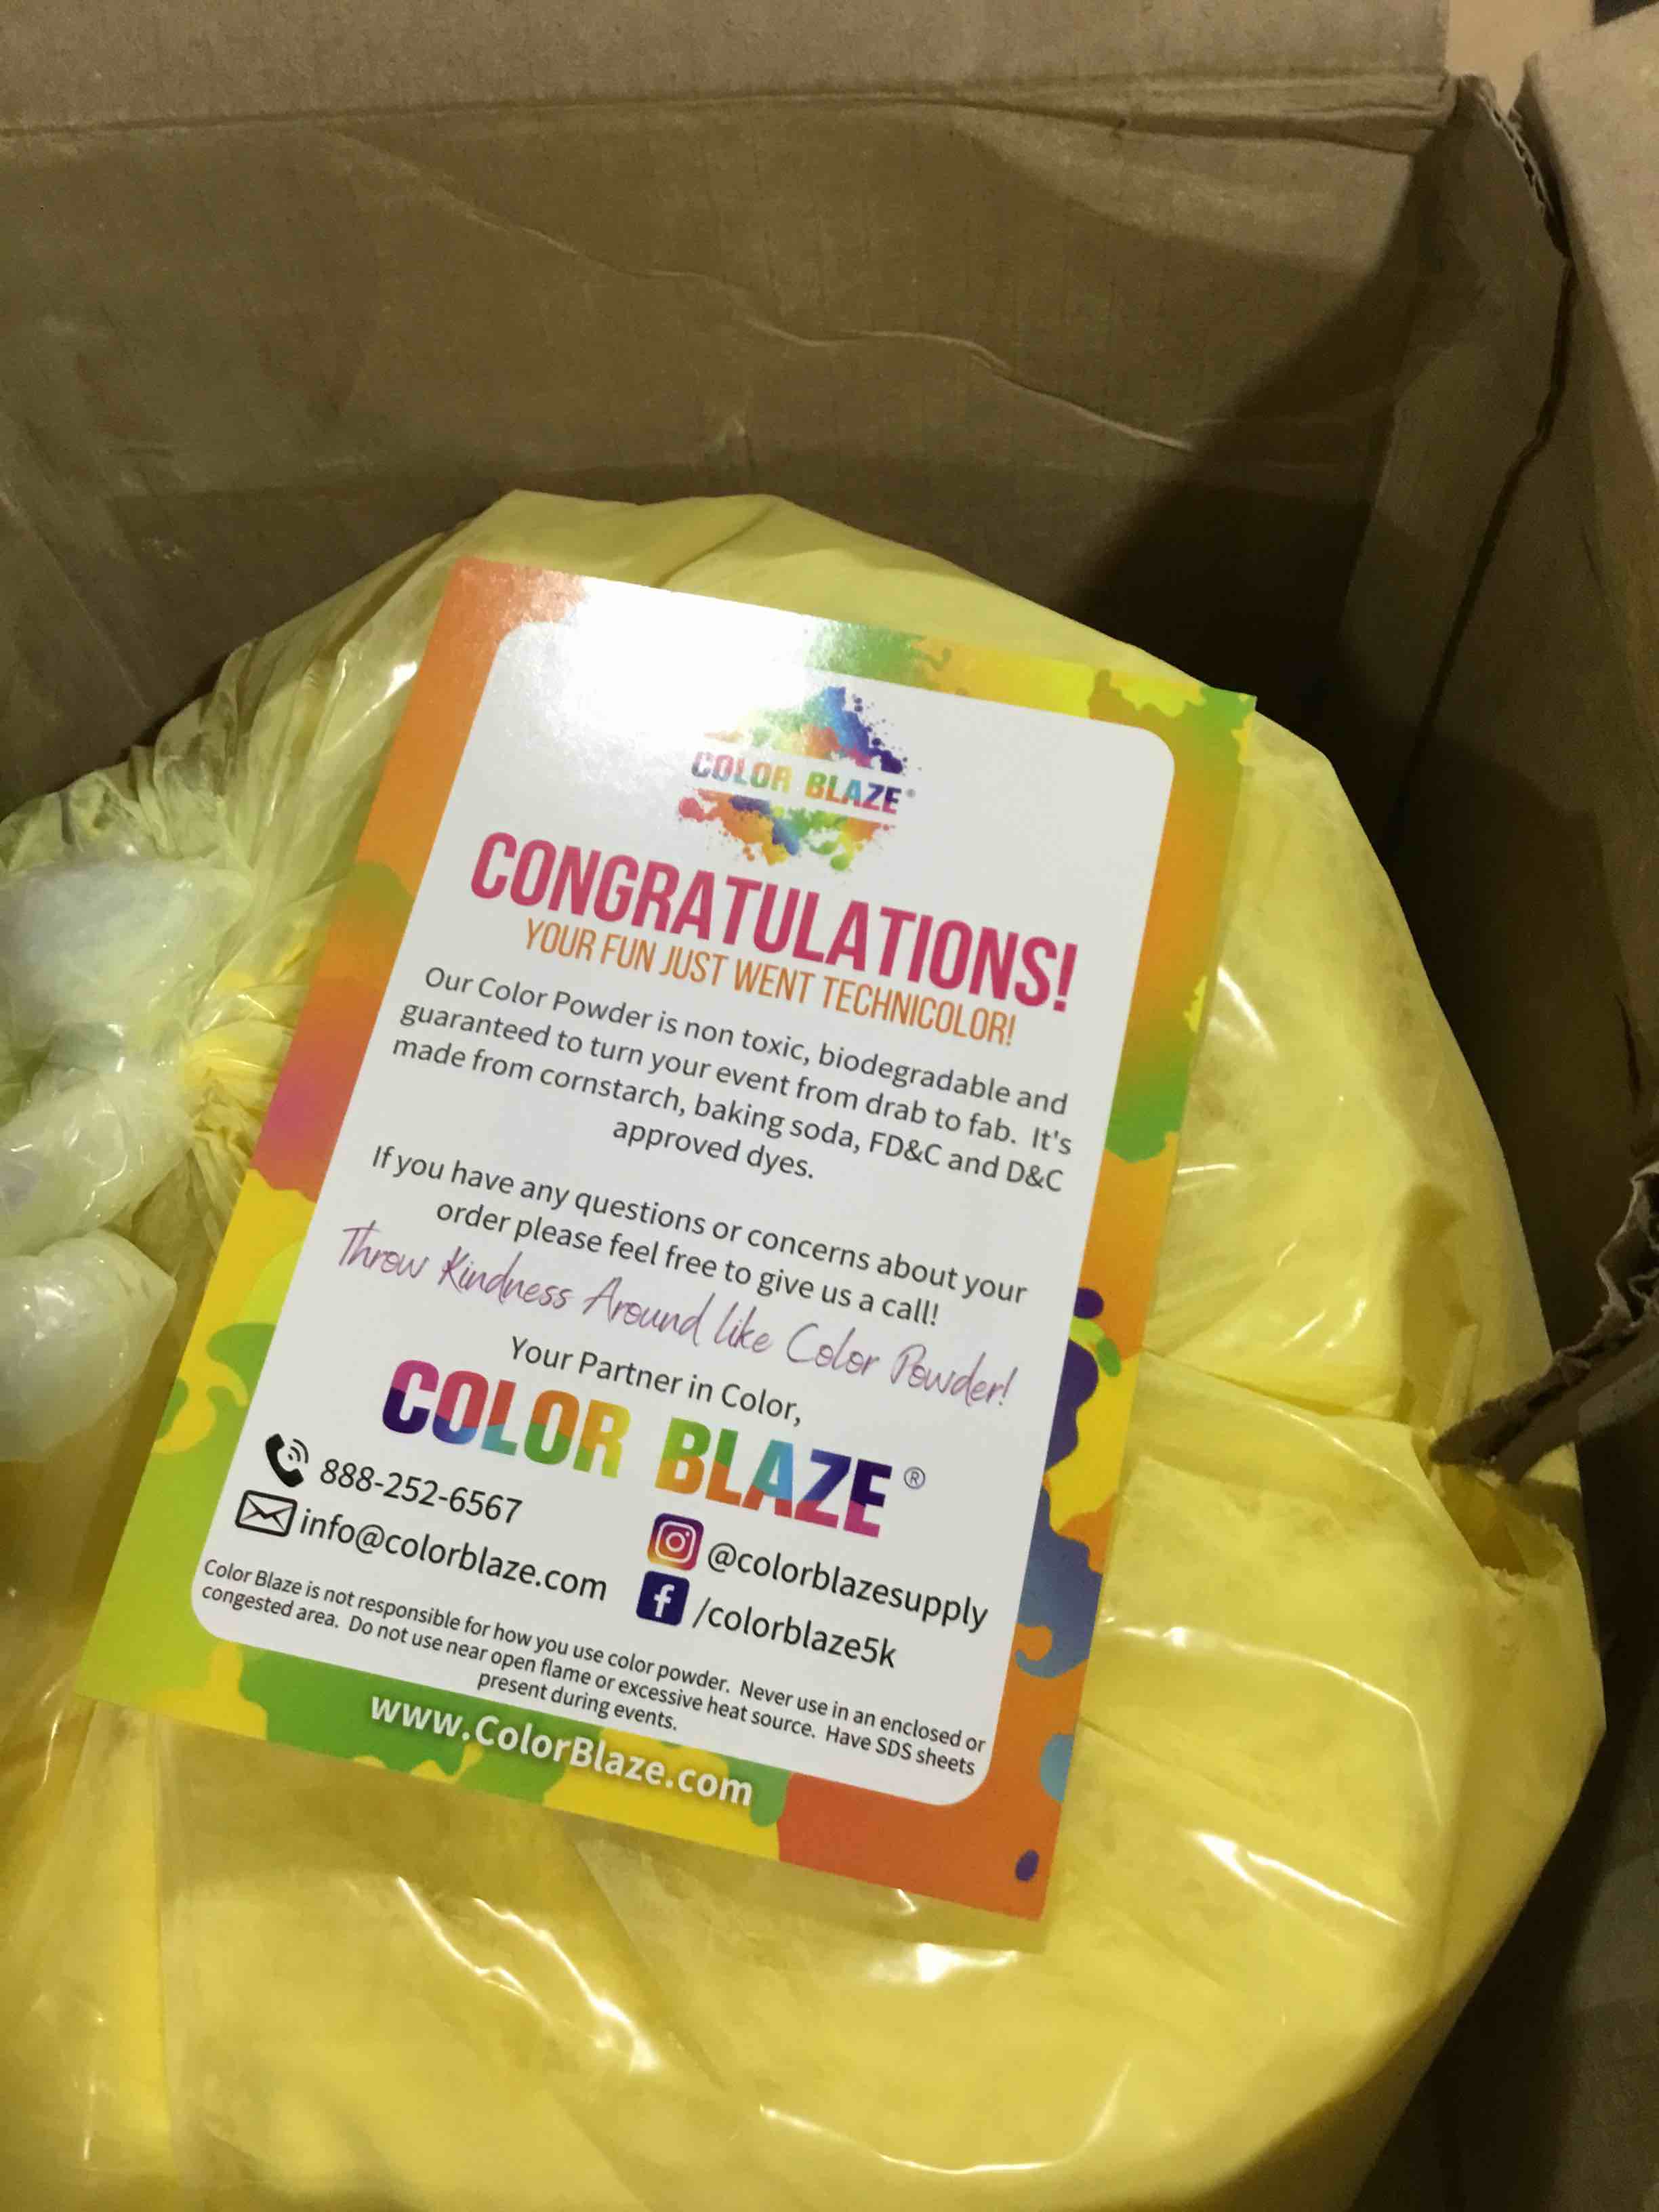 COLOR BLAZE®
CONGRATULATIONS!
YOUR FUN JUST WENT TECHNICOLOR!
Our Color Powder is non toxic, biodegradable and
guaranteed to turn your event from drab to fab. It's
made from cornstarch, baking soda, FD&C and D&C
approved dyes.
If you have any questions or concerns about your
order please feel free to give us a call!
Throw Kindness Around like Color Powder!
Your Partner in Color,
COLOR BLAZE®
888-252-6567
info@colorblaze.com
@colorblazesupply
/colorblaze5k
Color Blaze is not responsible for how you use color powder. Never use in an enclosed or
congested area. Do not use near open flame or excessive heat source. Have SDS sheets
present during events.
www.ColorBlaze.com